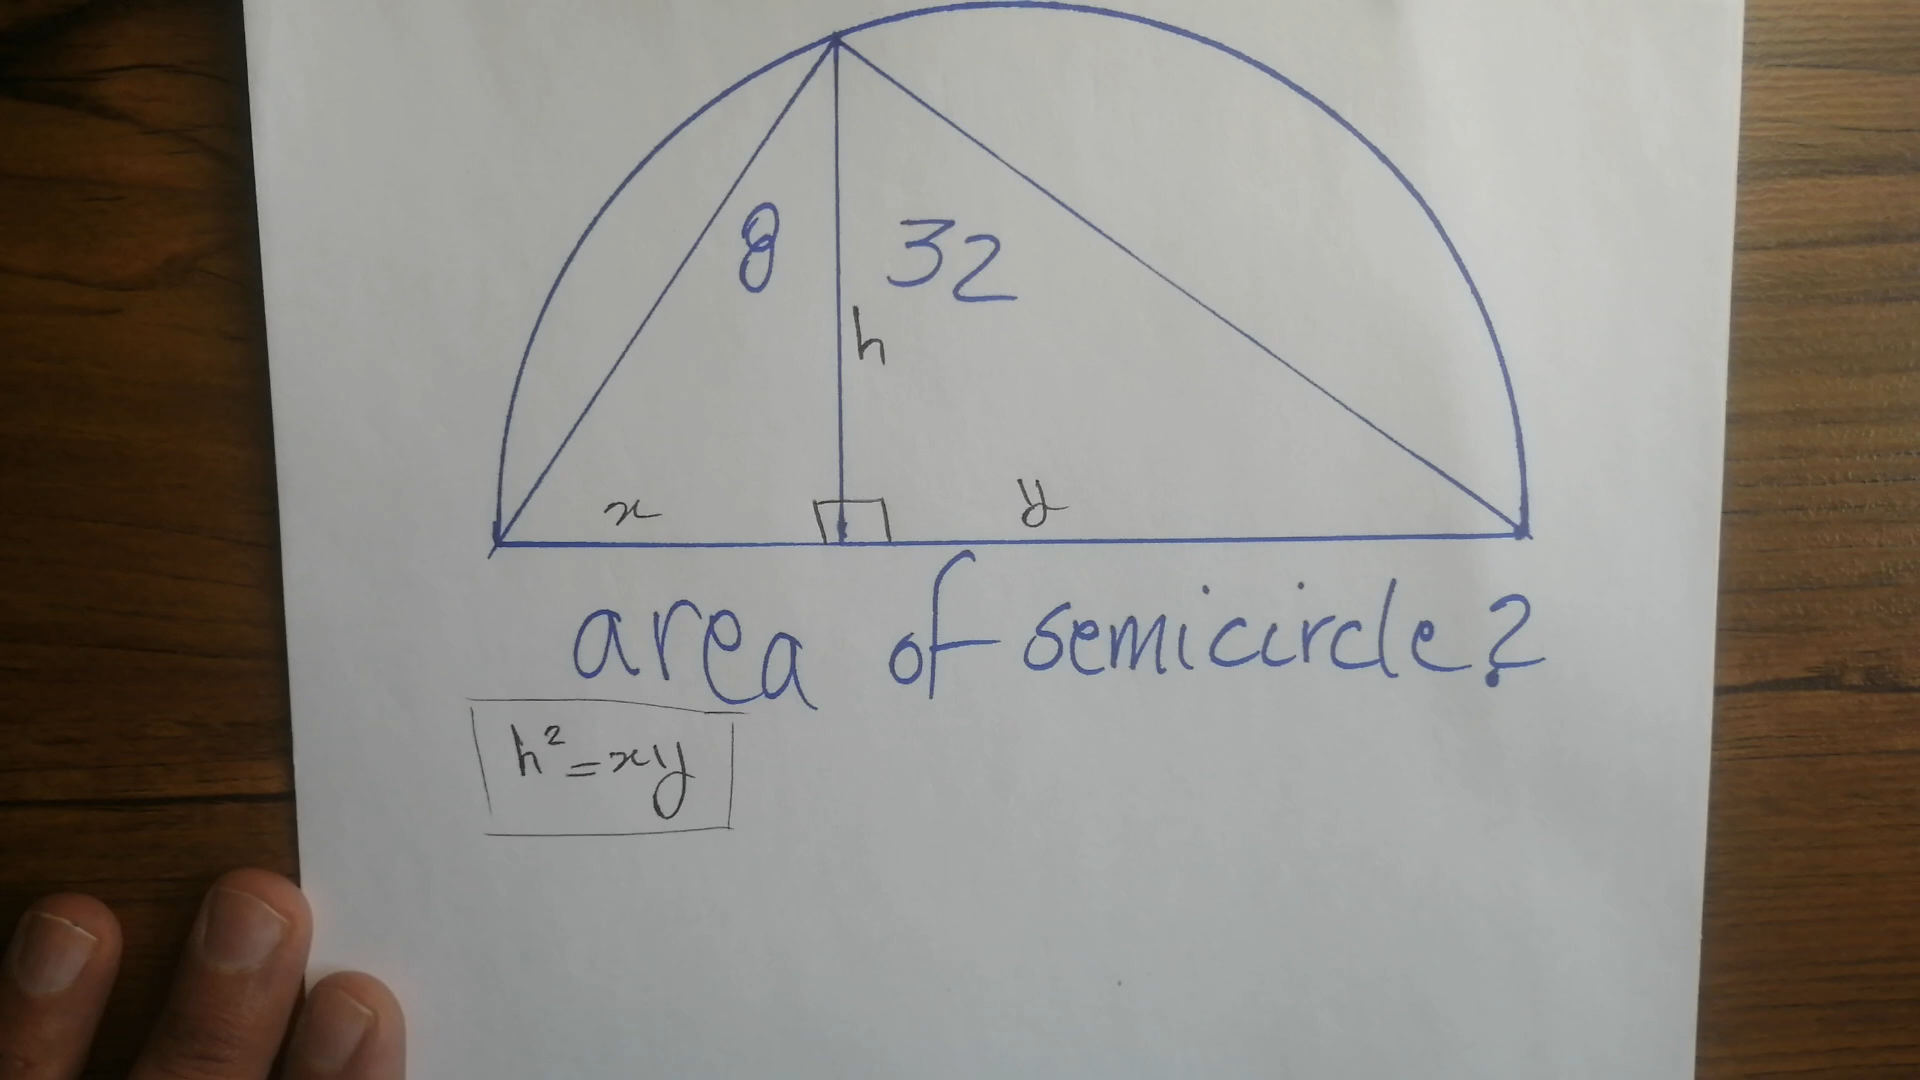 8 32
h
x y
area of semicircle?
h² = xy